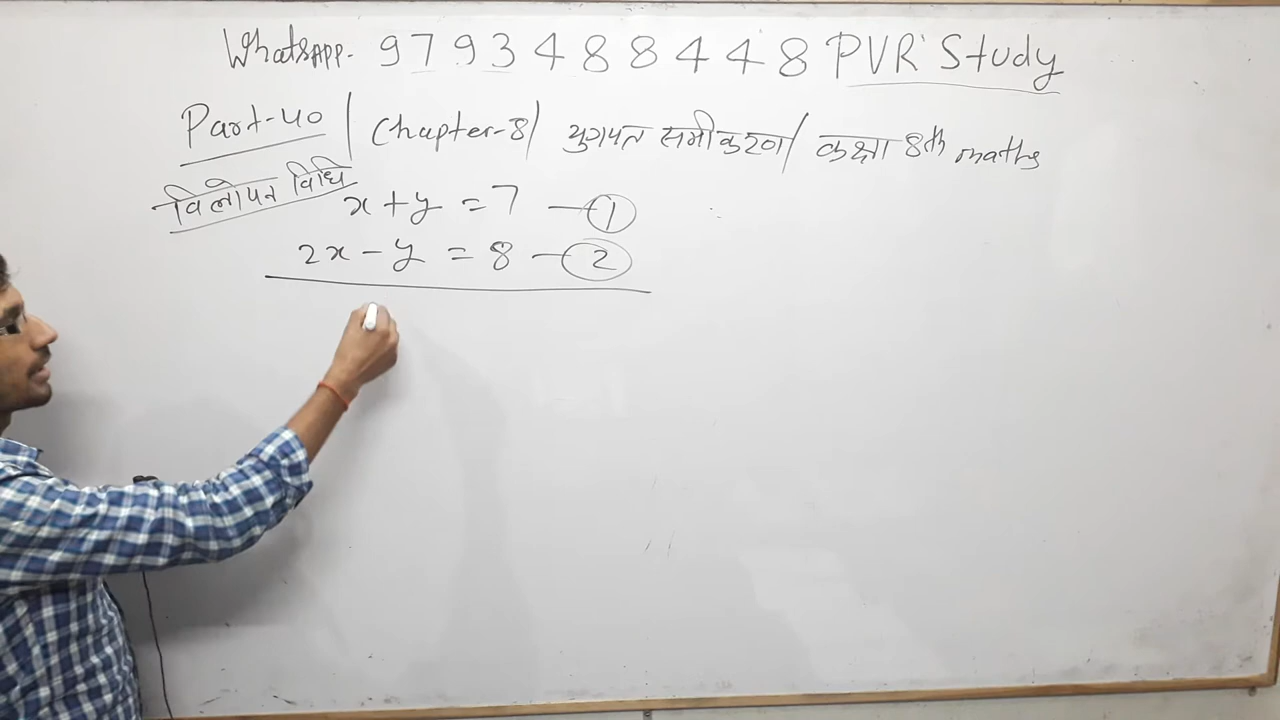 WhatsAPP. 9793488448 PVR Study
Part-40 | Chapter-8 | युगपत समीकरण / कक्षा 8th maths
विलोपन विधि
x + y = 7 — 1
2x - y = 8 — 2